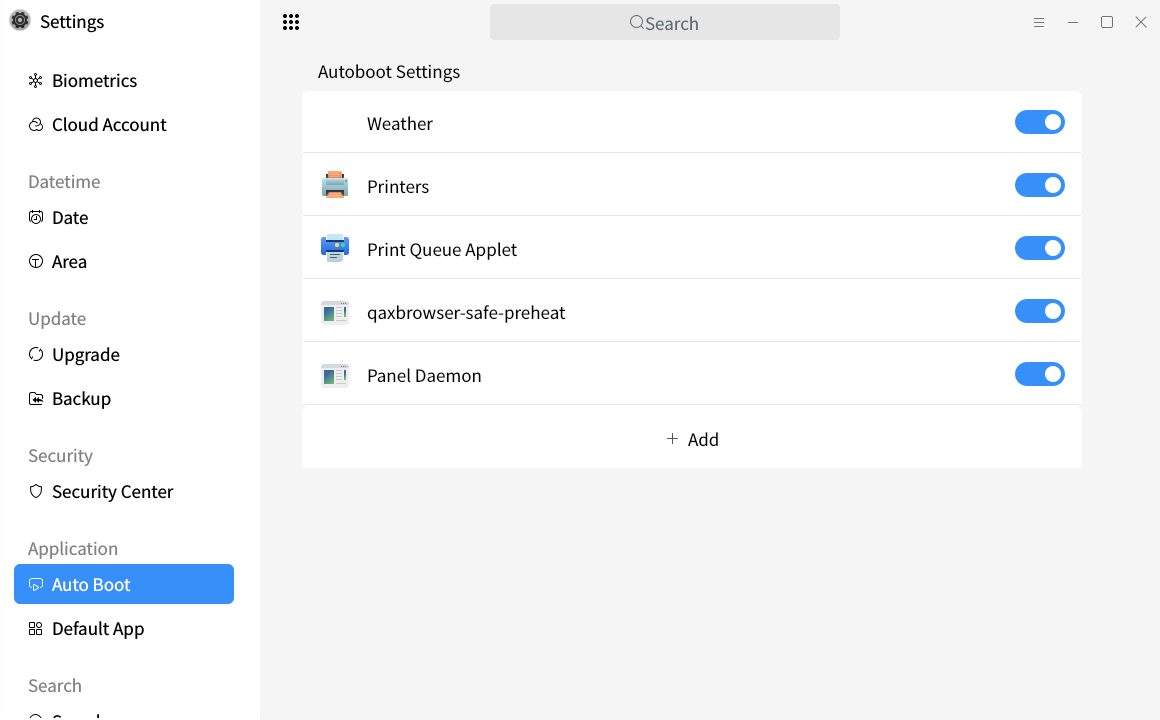 Settings
Search
Biometrics
Cloud Account
Datetime
Date
Area
Update
Upgrade
Backup
Security
Security Center
Application
Auto Boot
Default App
Search
Autoboot Settings
Weather
Printers
Print Queue Applet
qaxbrowser-safe-preheat
Panel Daemon
Add